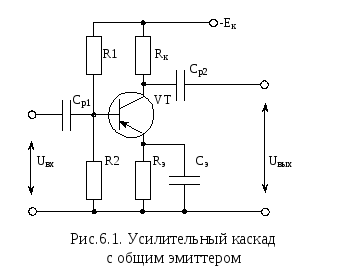 -Eк
R1
Rк
Cр2
Cр1
VT
Uвх
R2
Rэ
Cэ
Uвых
Рис.6.1. Усилительный каскад
с общим эмиттером